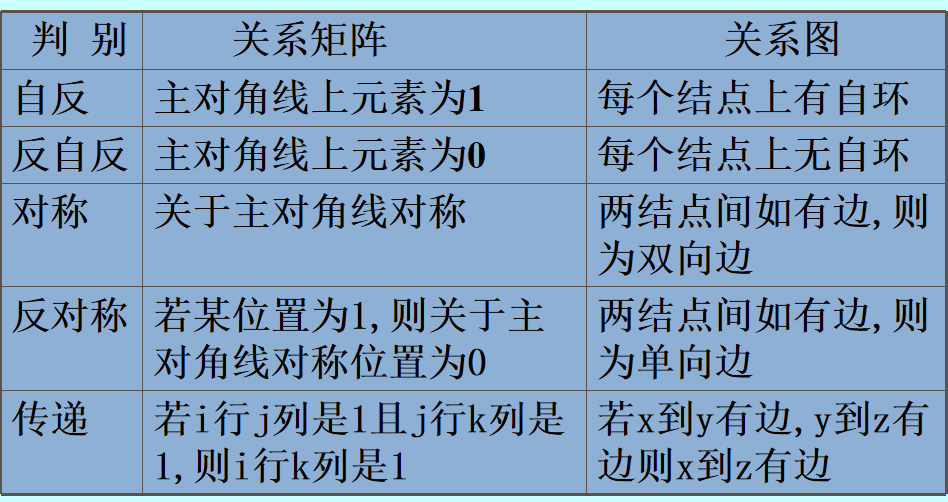 判 别 关系矩阵 关系图
自反 主对角线上元素为1 每个结点上有自环
反自反 主对角线上元素为0 每个结点上无自环
对称 关于主对角线对称 两结点间如有边,则
为双向边
反对称 若某位置为1,则关于主 两结点间如有边,则
对角线对称位置为0 为单向边
传递 若i行j列是1且j行k列是 若x到y有边,y到z有
1,则i行k列是1 边则x到z有边